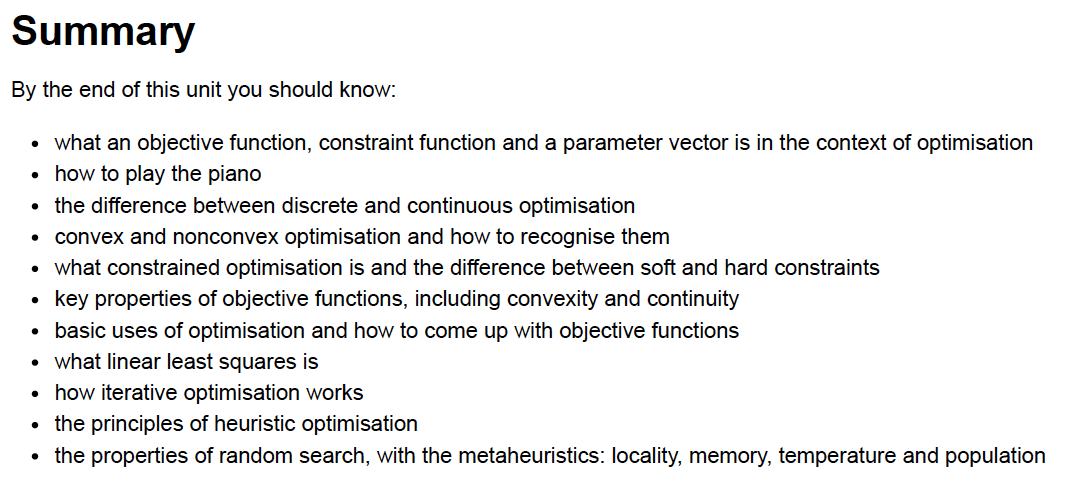 Summary
By the end of this unit you should know:
• what an objective function, constraint function and a parameter vector is in the context of optimisation
• how to play the piano
• the difference between discrete and continuous optimisation
• convex and nonconvex optimisation and how to recognise them
• what constrained optimisation is and the difference between soft and hard constraints
• key properties of objective functions, including convexity and continuity
• basic uses of optimisation and how to come up with objective functions
• what linear least squares is
• how iterative optimisation works
• the principles of heuristic optimisation
• the properties of random search, with the metaheuristics: locality, memory, temperature and population